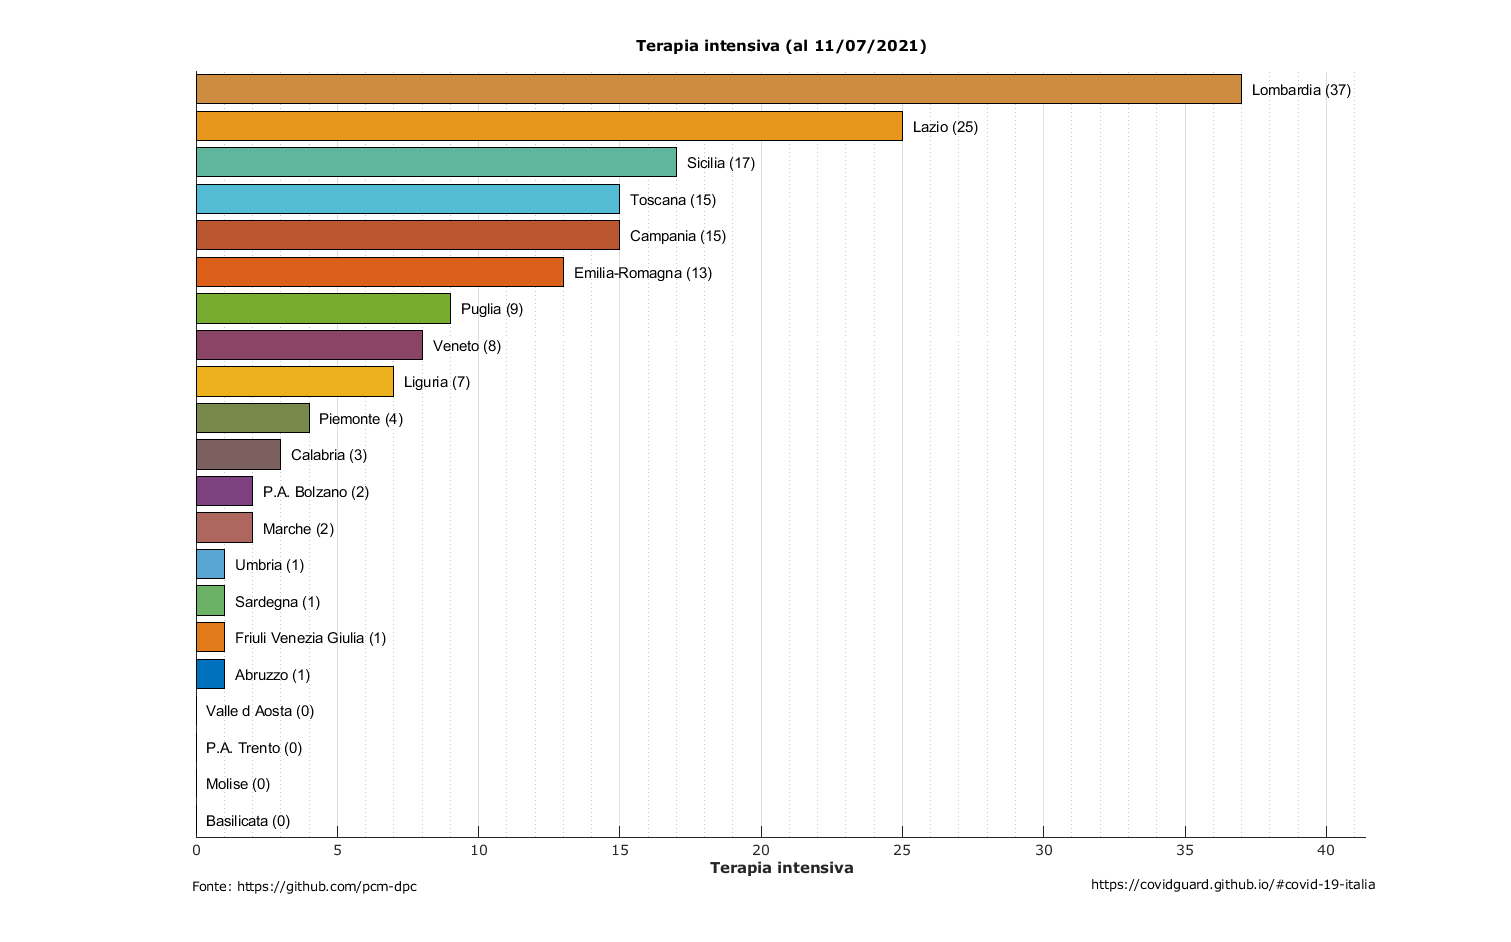 Terapia intensiva (al 11/07/2021)
Lombardia (37)
Lazio (25)
Sicilia (17)
Toscana (15)
Campania (15)
Emilia-Romagna (13)
Puglia (9)
Veneto (8)
Liguria (7)
Piemonte (4)
Calabria (3)
P.A. Bolzano (2)
Marche (2)
Umbria (1)
Sardegna (1)
Friuli Venezia Giulia (1)
Abruzzo (1)
Valle d Aosta (0)
P.A. Trento (0)
Molise (0)
Basilicata (0)
0 5 10 15 20 25 30 35 40
Terapia intensiva
Fonte: https://github.com/pcm-dpc
https://covidguard.github.io/#covid-19-italia